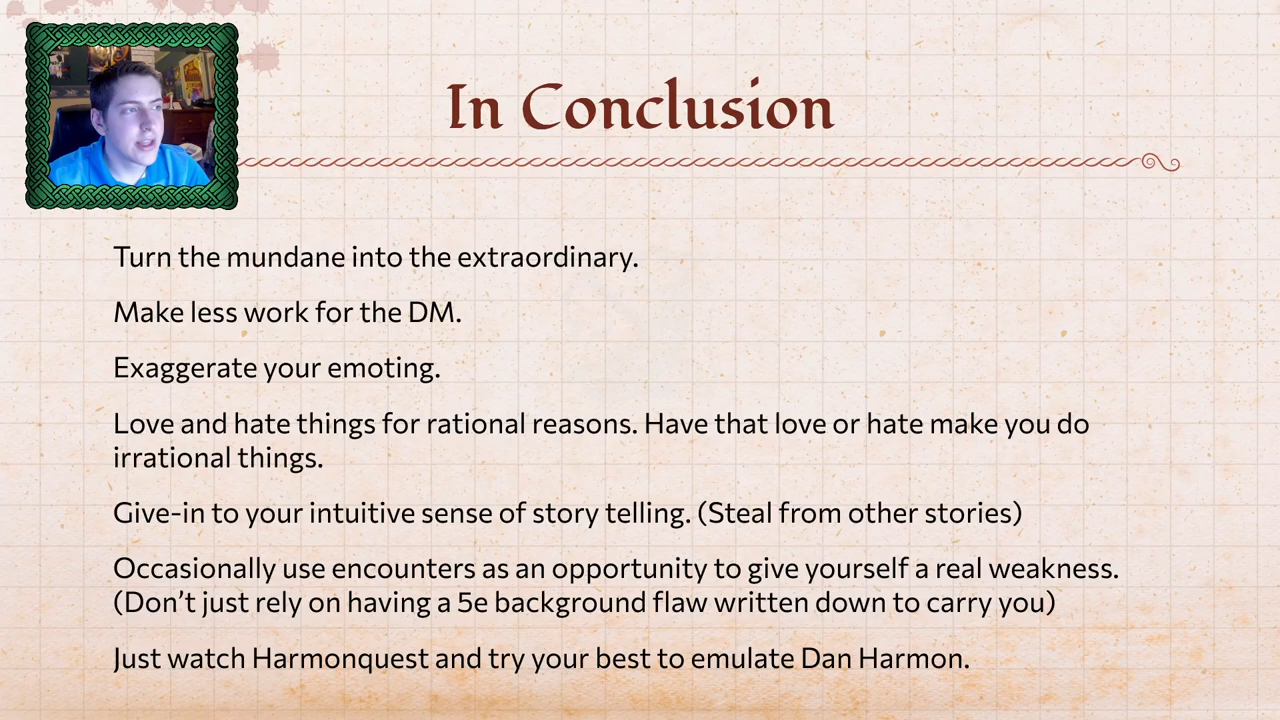 In Conclusion
Turn the mundane into the extraordinary.
Make less work for the DM.
Exaggerate your emoting.
Love and hate things for rational reasons. Have that love or hate make you do
irrational things.
Give-in to your intuitive sense of story telling. (Steal from other stories)
Occasionally use encounters as an opportunity to give yourself a real weakness.
(Don’t just rely on having a 5e background flaw written down to carry you)
Just watch Harmonquest and try your best to emulate Dan Harmon.